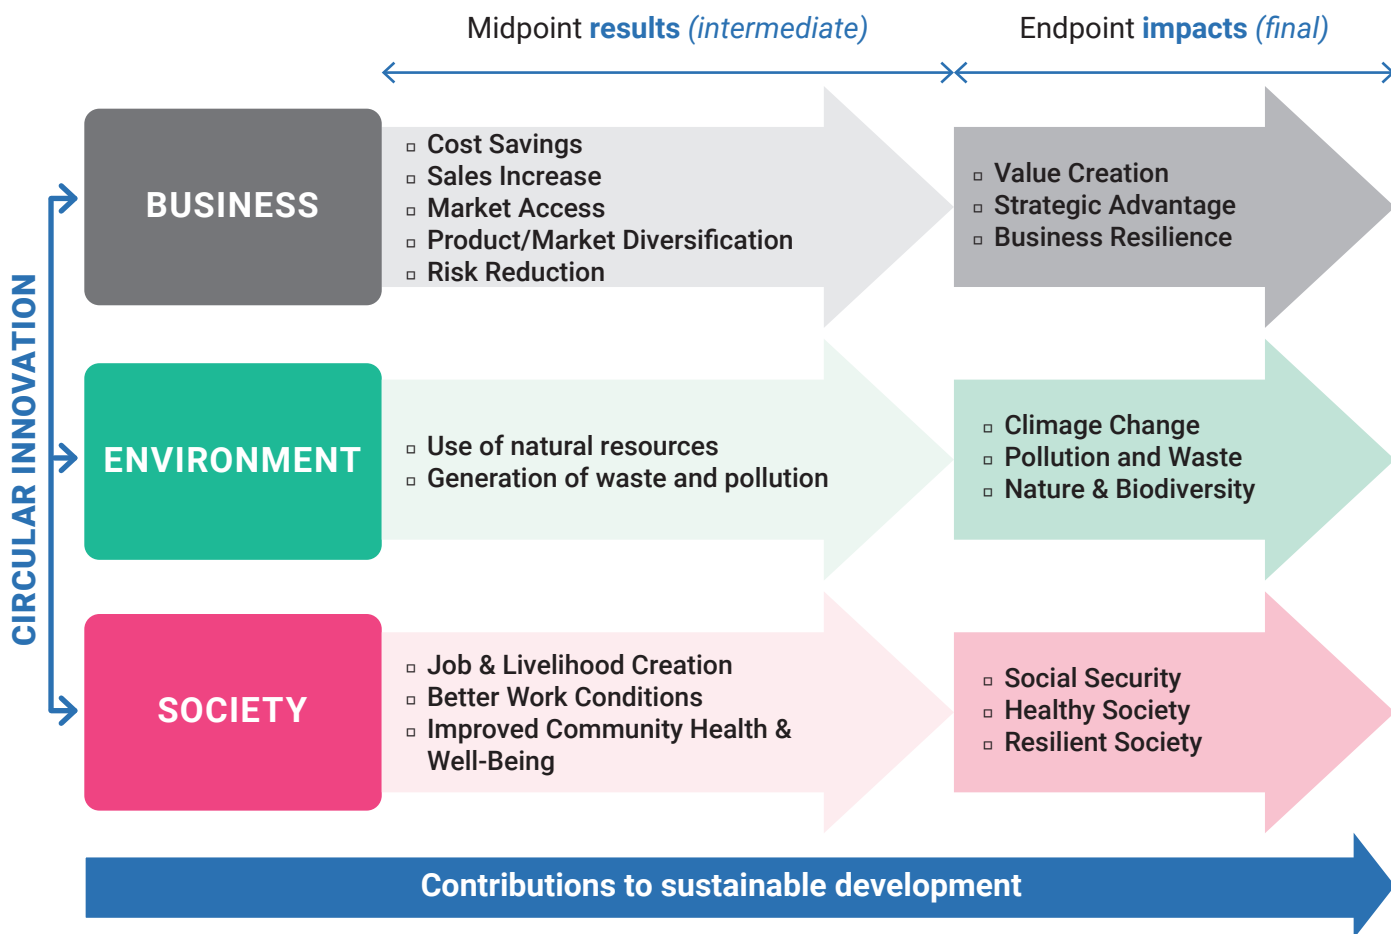 Midpoint results (intermediate)
Endpoint impacts (final)
CIRCULAR INNOVATION
BUSINESS
Cost Savings
Sales Increase
Market Access
Product/Market Diversification
Risk Reduction
Value Creation
Strategic Advantage
Business Resilience
ENVIRONMENT
Use of natural resources
Generation of waste and pollution
Climage Change
Pollution and Waste
Nature & Biodiversity
SOCIETY
Job & Livelihood Creation
Better Work Conditions
Improved Community Health &
Well-Being
Social Security
Healthy Society
Resilient Society
Contributions to sustainable development